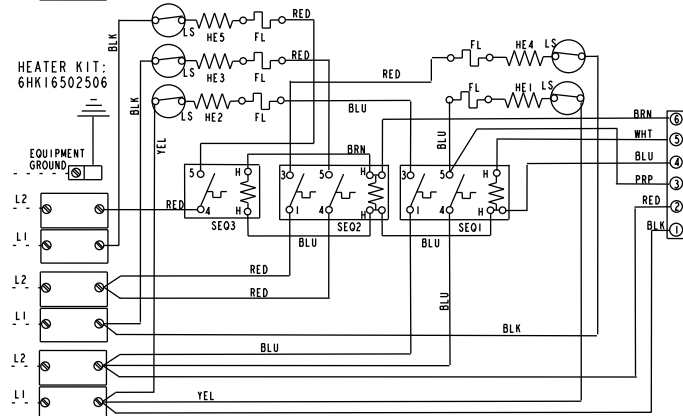 RED
BLK
LS
HE5
FL
HEATER KIT:
6HK16502506
RED
LS
HE3
FL
RED
FL
HE4
LS
BLK
LS
HE2
FL
BLU
FL
HE1
LS
YEL
BLU
BRN
6
WHT
5
EQUIPMENT
GROUND
BRN
BLU
4
5
H
3
5
H
3
5
H
PRP
3
L2
RED
4
H
1
4
H
1
4
H
RED
2
SEQ3
SEQ2
SEQ1
BLK
1
L1
BLU
BLU
L2
RED
RED
BLU
L1
BLK
L2
BLU
L1
YEL